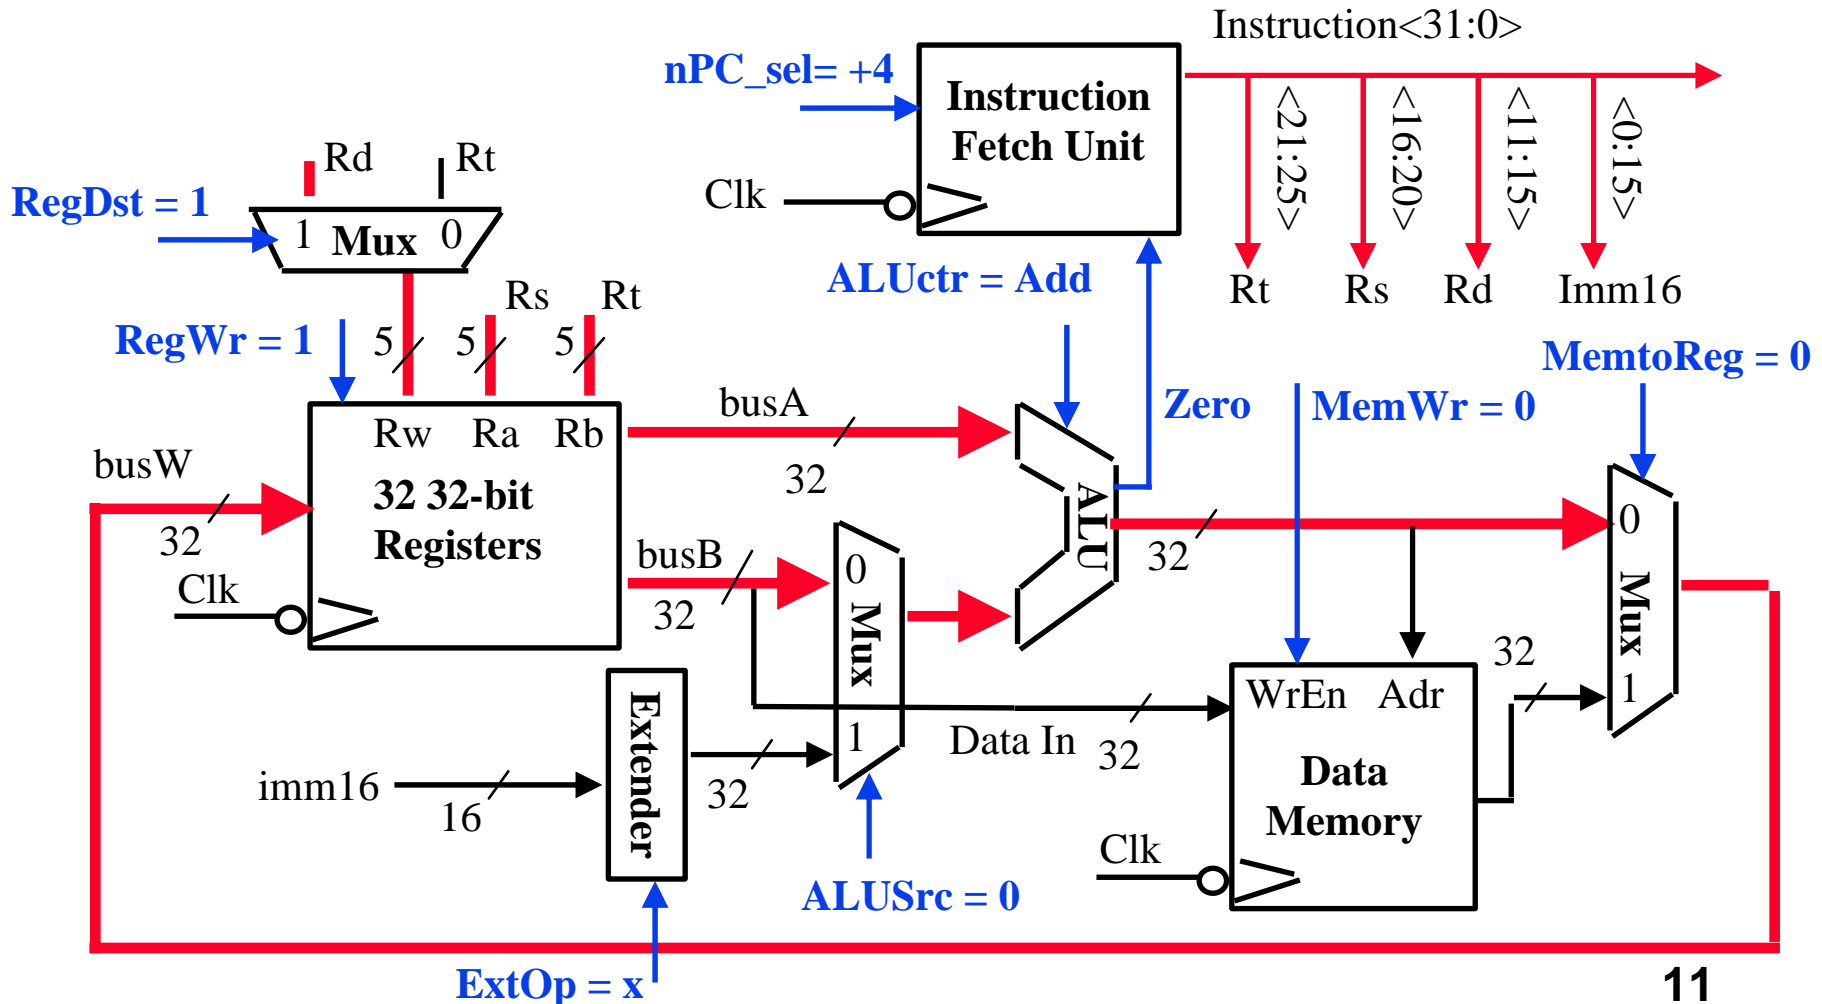 Instruction<31:0>
nPC_sel= +4
Instruction
Fetch Unit
<21:25>
<16:20>
<11:15>
<0:15>
Rd
Rt
Clk
RegDst = 1
1 Mux 0
ALUctr = Add
Rt
Rs
Rd
Imm16
Rs
Rt
RegWr = 1
5
5
5
MemtoReg = 0
busA
Zero
MemWr = 0
Rw
Ra
Rb
busW
32
32 32-bit
Registers
ALU
0
32
busB
32
0
32
Clk
32
Mux
1
Mux
1
32
WrEn
Adr
Extender
Data In
32
imm16
16
32
Data
Memory
Clk
ALUSrc = 0
ExtOp = x
11